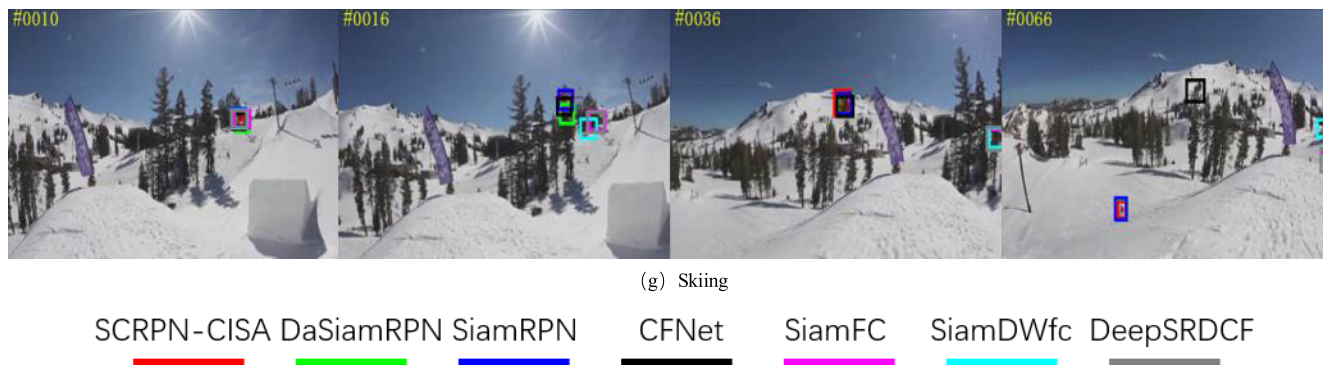 #0010 #0016 #0036 #0066
(g) Skiing
SCRPN-CISA DaSiamRPN SiamRPN CFNet SiamFC SiamDWfc DeepSRDCF